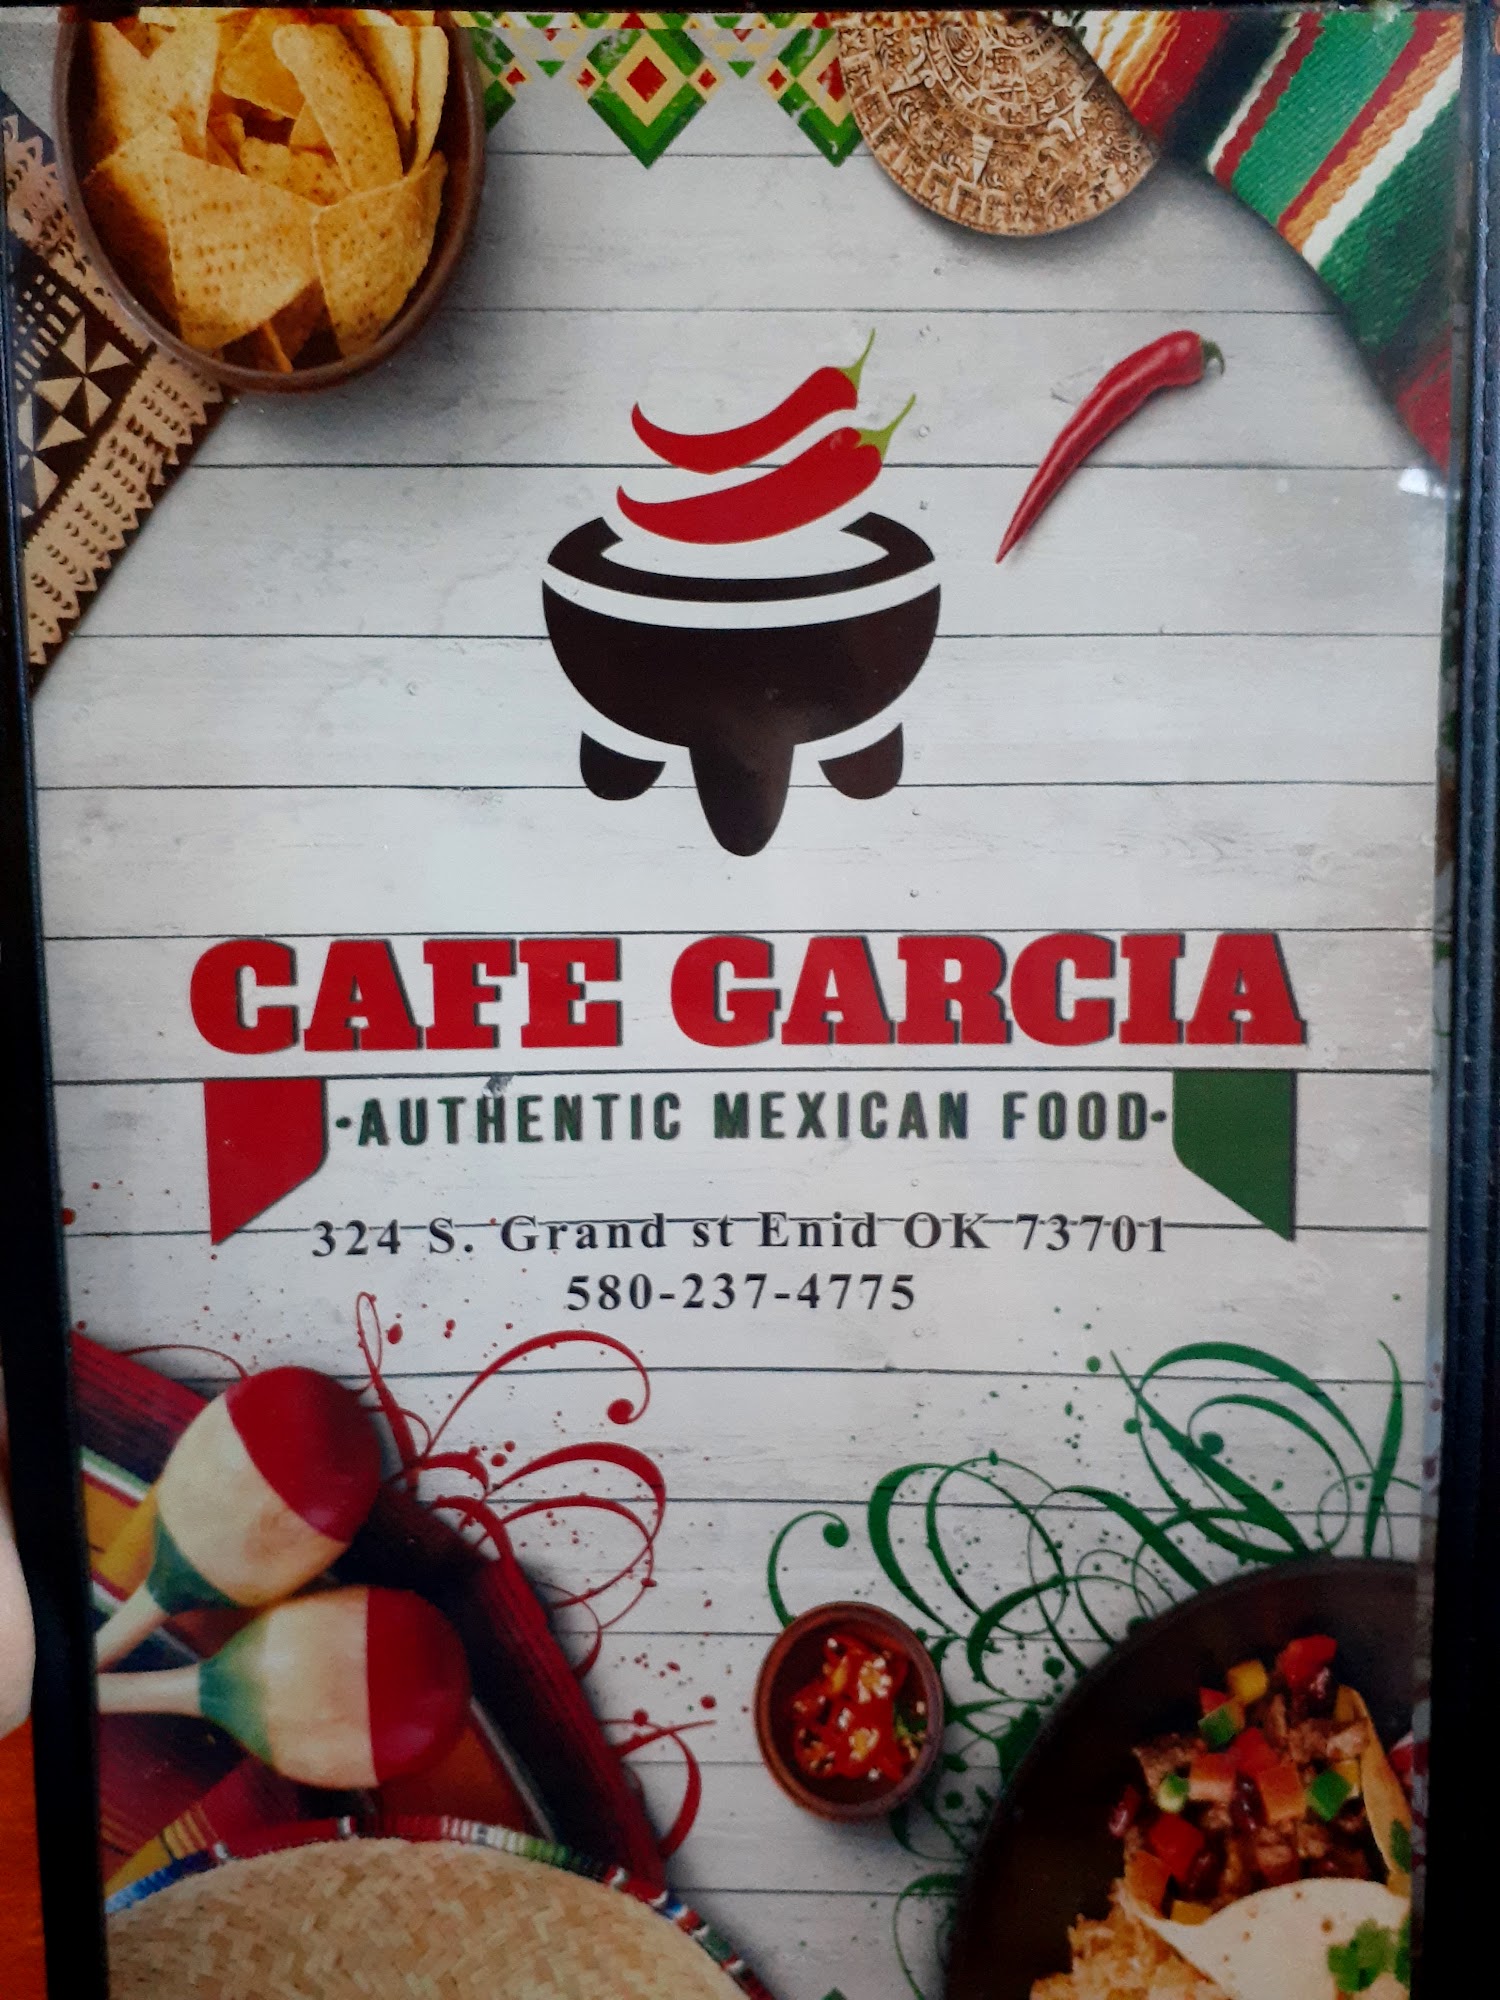 CAFE GARCIA
•AUTHENTIC MEXICAN FOOD•
324 S. Grand st Enid OK 73701
580-237-4775